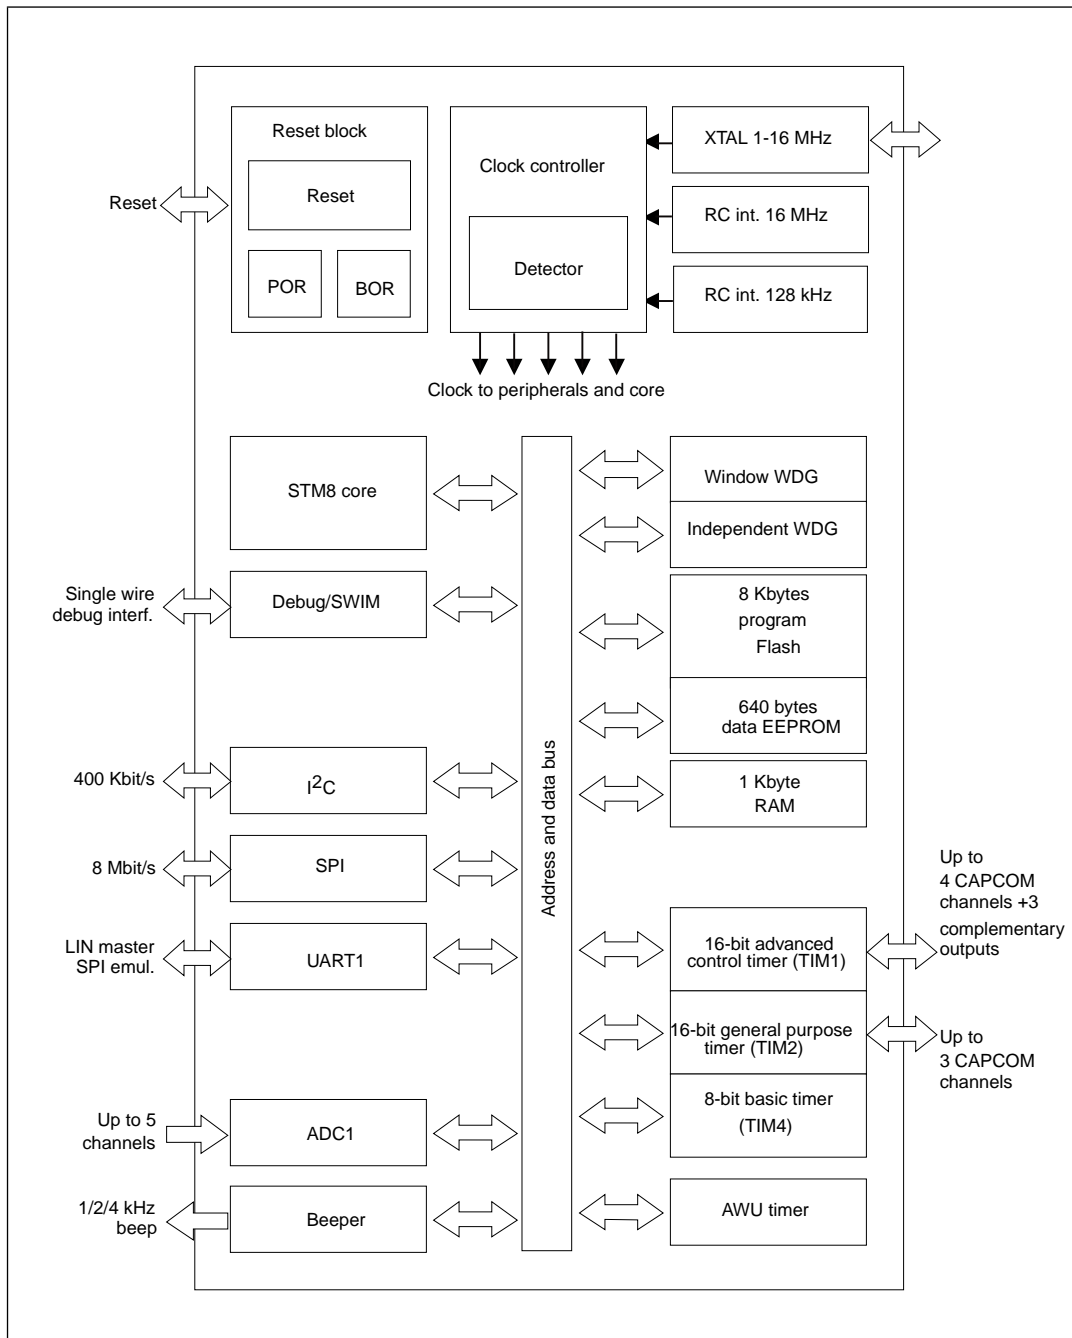 Reset block
Reset
POR
BOR
Reset
Clock controller
Detector
XTAL 1-16 MHz
RC int. 16 MHz
RC int. 128 kHz
Clock to peripherals and core
STM8 core
Single wire
debug interf.
Debug/SWIM
400 Kbit/s
I²C
8 Mbit/s
SPI
LIN master
SPI emul.
UART1
Up to 5
channels
ADC1
1/2/4 kHz
beep
Beeper
Address and data bus
Window WDG
Independent WDG
8 Kbytes
program
Flash
640 bytes
data EEPROM
1 Kbyte
RAM
16-bit advanced
control timer (TIM1)
Up to
4 CAPCOM
channels +3
complementary
outputs
16-bit general purpose
timer (TIM2)
Up to
3 CAPCOM
channels
8-bit basic timer
(TIM4)
AWU timer